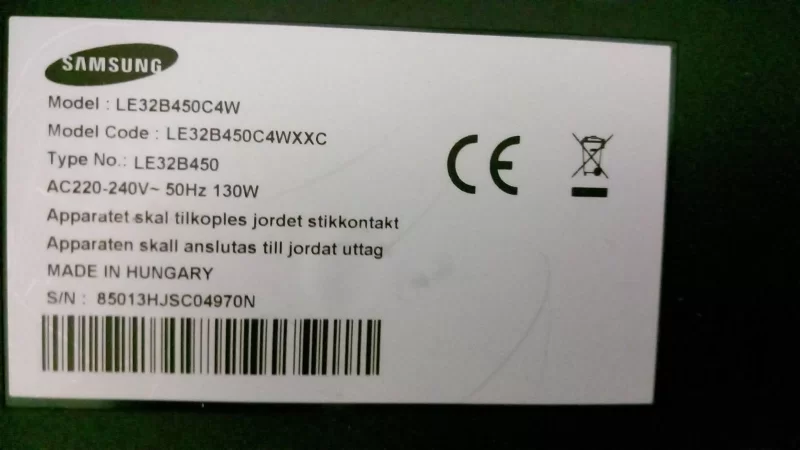 SAMSUNG
Model : LE32B450C4W
Model Code : LE32B450C4WXXC
Type No.: LE32B450
AC220-240V~ 50Hz 130W
Apparatet skal tilkoples jordet stikkontakt
Apparaten skall anslutas till jordat uttag
MADE IN HUNGARY
S/N : 85013HJSC04970N
CE